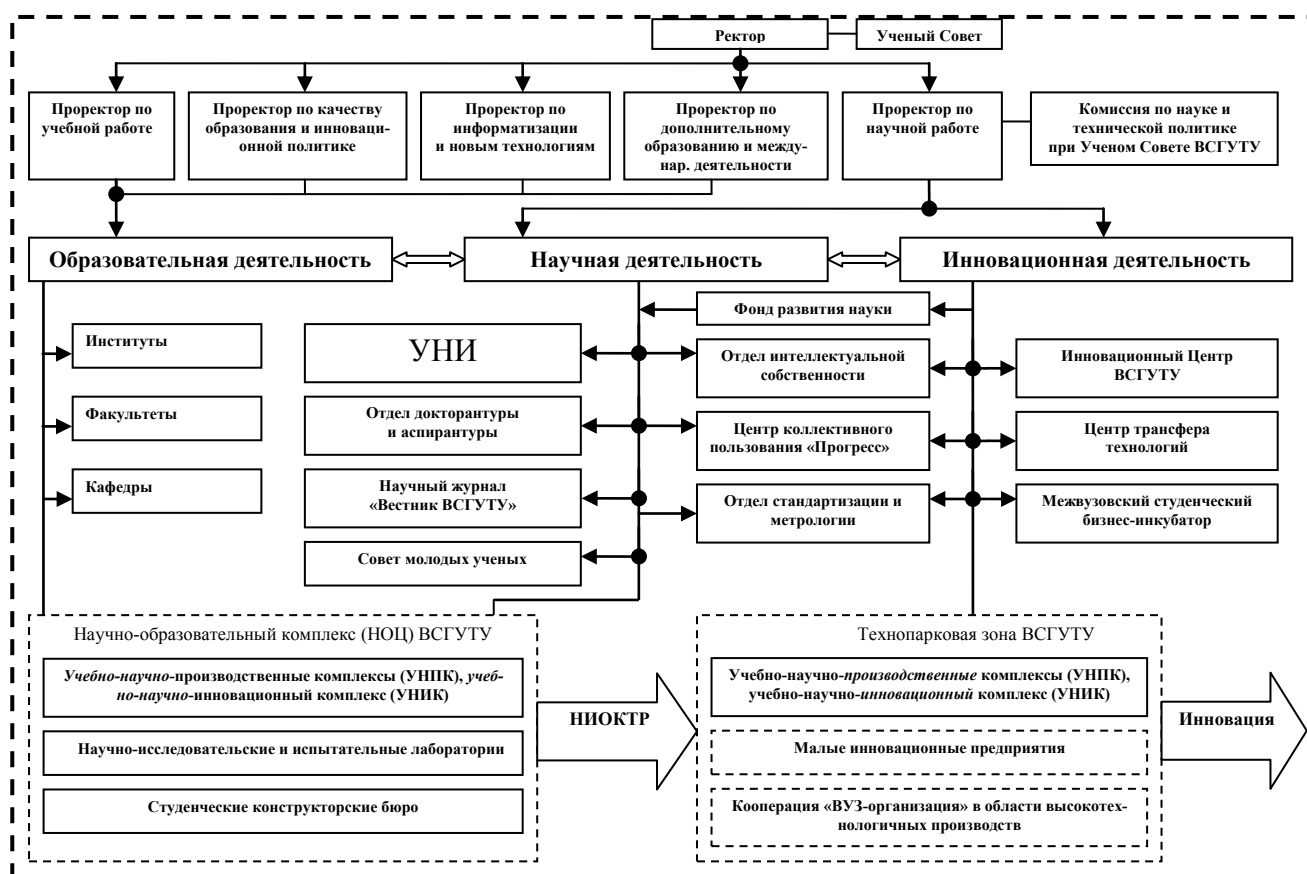 Ректор
Ученый Совет
Проректор по
учебной работе
Проректор по качеству
образования и инноваци-
онной политике
Проректор по
информатизации
и новым технологиям
Проректор по
дополнительному
образованию и между-
нар. деятельности
Проректор по
научной работе
Комиссия по науке и
технической политике
при Ученом Совете ВСГУТУ
Образовательная деятельность
Научная деятельность
Инновационная деятельность
Институты
Факультеты
Кафедры
УНИ
Отдел докторантуры
и аспирантуры
Научный журнал
«Вестник ВСГУТУ»
Совет молодых ученых
Фонд развития науки
Отдел интеллектуальной
собственности
Центр коллективного
пользования «Прогресс»
Отдел стандартизации и
метрологии
Инновационный Центр
ВСГУТУ
Центр трансфера
технологий
Межвузовский студенческий
бизнес-инкубатор
Научно-образовательный комплекс (НОЦ) ВСГУТУ
Учебно-научно-производственные комплексы (УНПК), учеб-
но-научно-инновационный комплекс (УНИК)
Научно-исследовательские и испытательные лаборатории
Студенческие конструкторские бюро
НИОКТР
Технопарковая зона ВСГУТУ
Учебно-научно-производственные комплексы (УНПК),
учебно-научно-инновационный комплекс (УНИК)
Малые инновационные предприятия
Кооперация «ВУЗ-организация» в области высокотех-
нологичных производств
Инновация